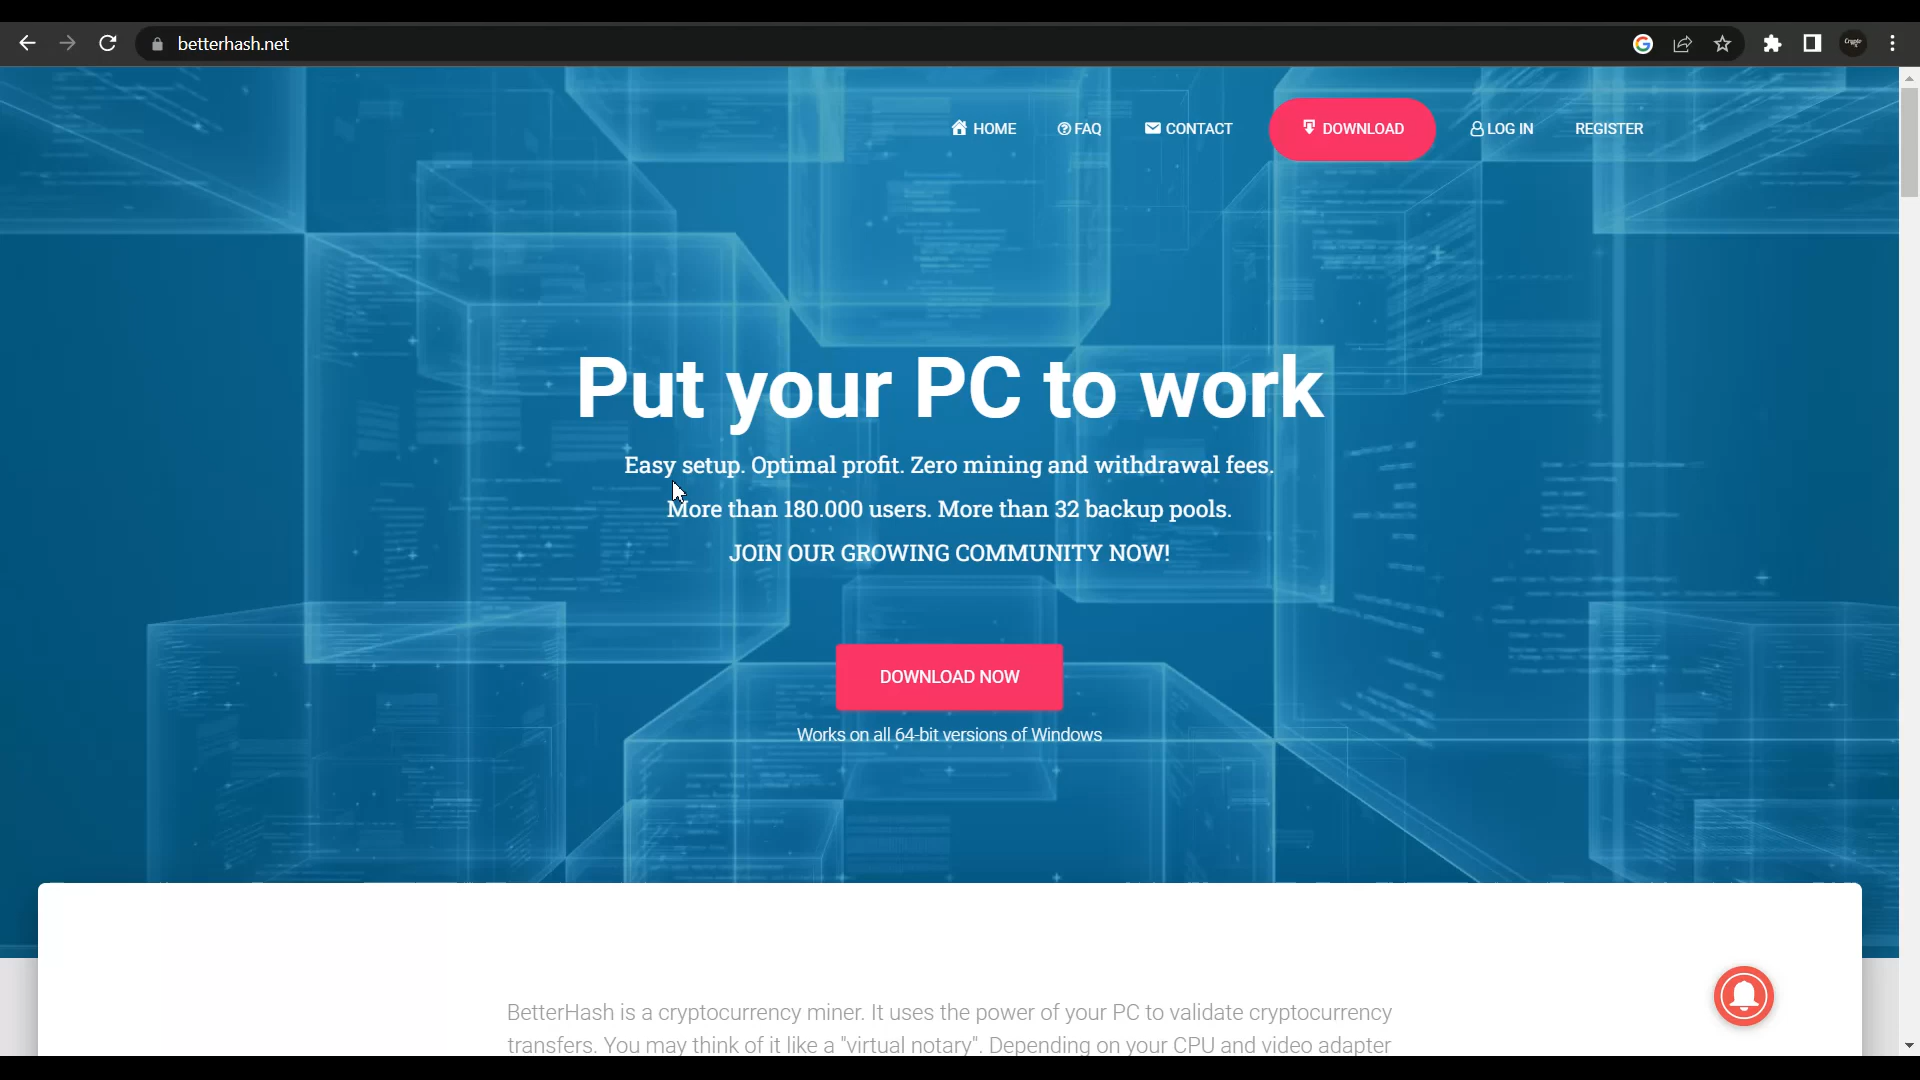 betterhash.net
HOME FAQ CONTACT DOWNLOAD LOG IN REGISTER
Put your PC to work
Easy setup. Optimal profit. Zero mining and withdrawal fees.
More than 180.000 users. More than 32 backup pools.
JOIN OUR GROWING COMMUNITY NOW!
DOWNLOAD NOW
Works on all 64-bit versions of Windows
BetterHash is a cryptocurrency miner. It uses the power of your PC to validate cryptocurrency
transfers. You may think of it like a "virtual notary". Depending on your CPU and video adapter